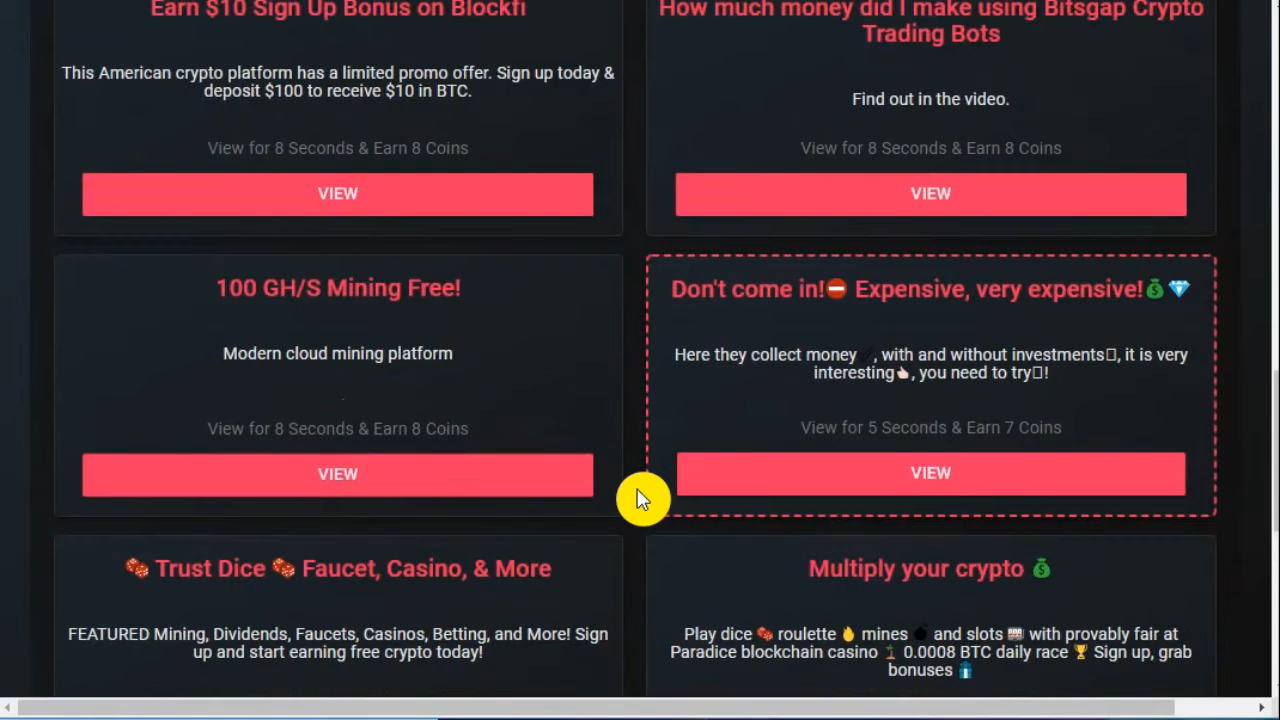 Earn $10 Sign Up Bonus on Blockfi
This American crypto platform has a limited promo offer. Sign up today &
deposit $100 to receive $10 in BTC.
View for 8 Seconds & Earn 8 Coins
VIEW
How much money did I make using Bitsgap Crypto
Trading Bots
Find out in the video.
View for 8 Seconds & Earn 8 Coins
VIEW
100 GH/S Mining Free!
Modern cloud mining platform
View for 8 Seconds & Earn 8 Coins
VIEW
Don't come in!⛔ Expensive, very expensive!💰💎
Here they collect money , with and without investments▯, it is very
interesting👆🏻, you need to try▯!
View for 5 Seconds & Earn 7 Coins
VIEW
🎲 Trust Dice 🎲 Faucet, Casino, & More
FEATURED Mining, Dividends, Faucets, Casinos, Betting, and More! Sign
up and start earning free crypto today!
Multiply your crypto 💰
Play dice 🎲 roulette 🔥 mines 💣 and slots 🎰 with provably fair at
Paradice blockchain casino 🏝 0.0008 BTC daily race 🏆 Sign up, grab
bonuses 🎁